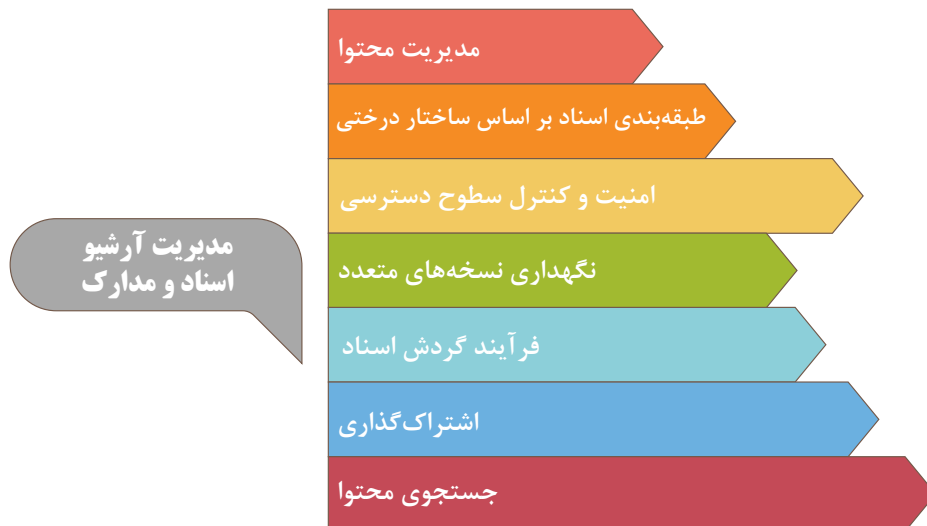 مدیریت آرشیو
اسناد و مدارک
مدیریت محتوا
طبقه‌بندی اسناد بر اساس ساختار درختی
امنیت و کنترل سطوح دسترسی
نگهداری نسخه‌های متعدد
فرآیند گردش اسناد
اشتراک‌گذاری
جستجوی محتوا